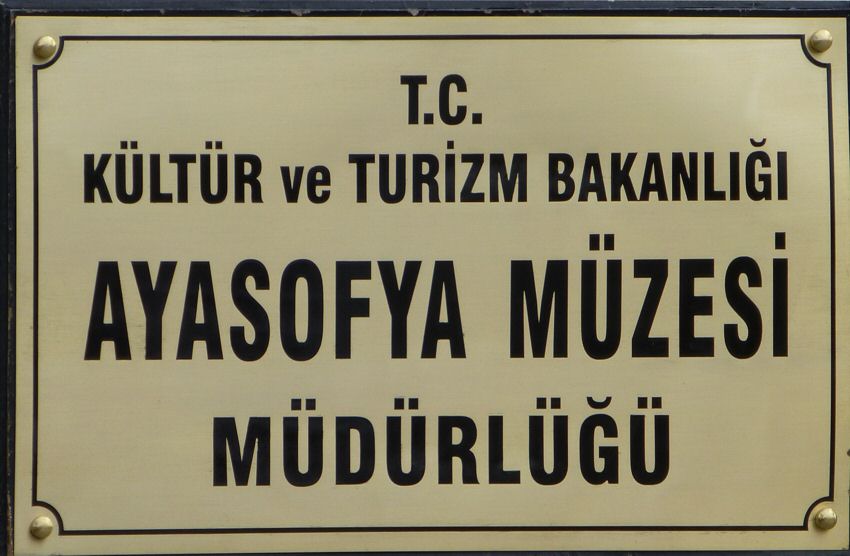 T.C.
KÜLTÜR ve TURİZM BAKANLIĞI
AYASOFYA MÜZESİ
MÜDÜRLÜĞÜ